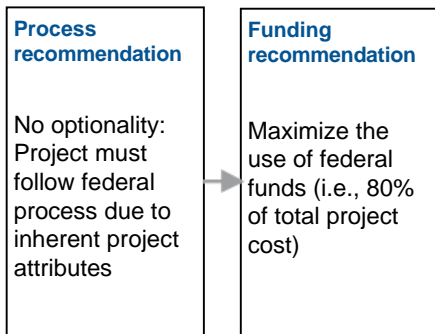 Process
recommendation
No optionality:
Project must
follow federal
process due to
inherent project
attributes
Funding
recommendation
Maximize the
use of federal
funds (i.e., 80%
of total project
cost)